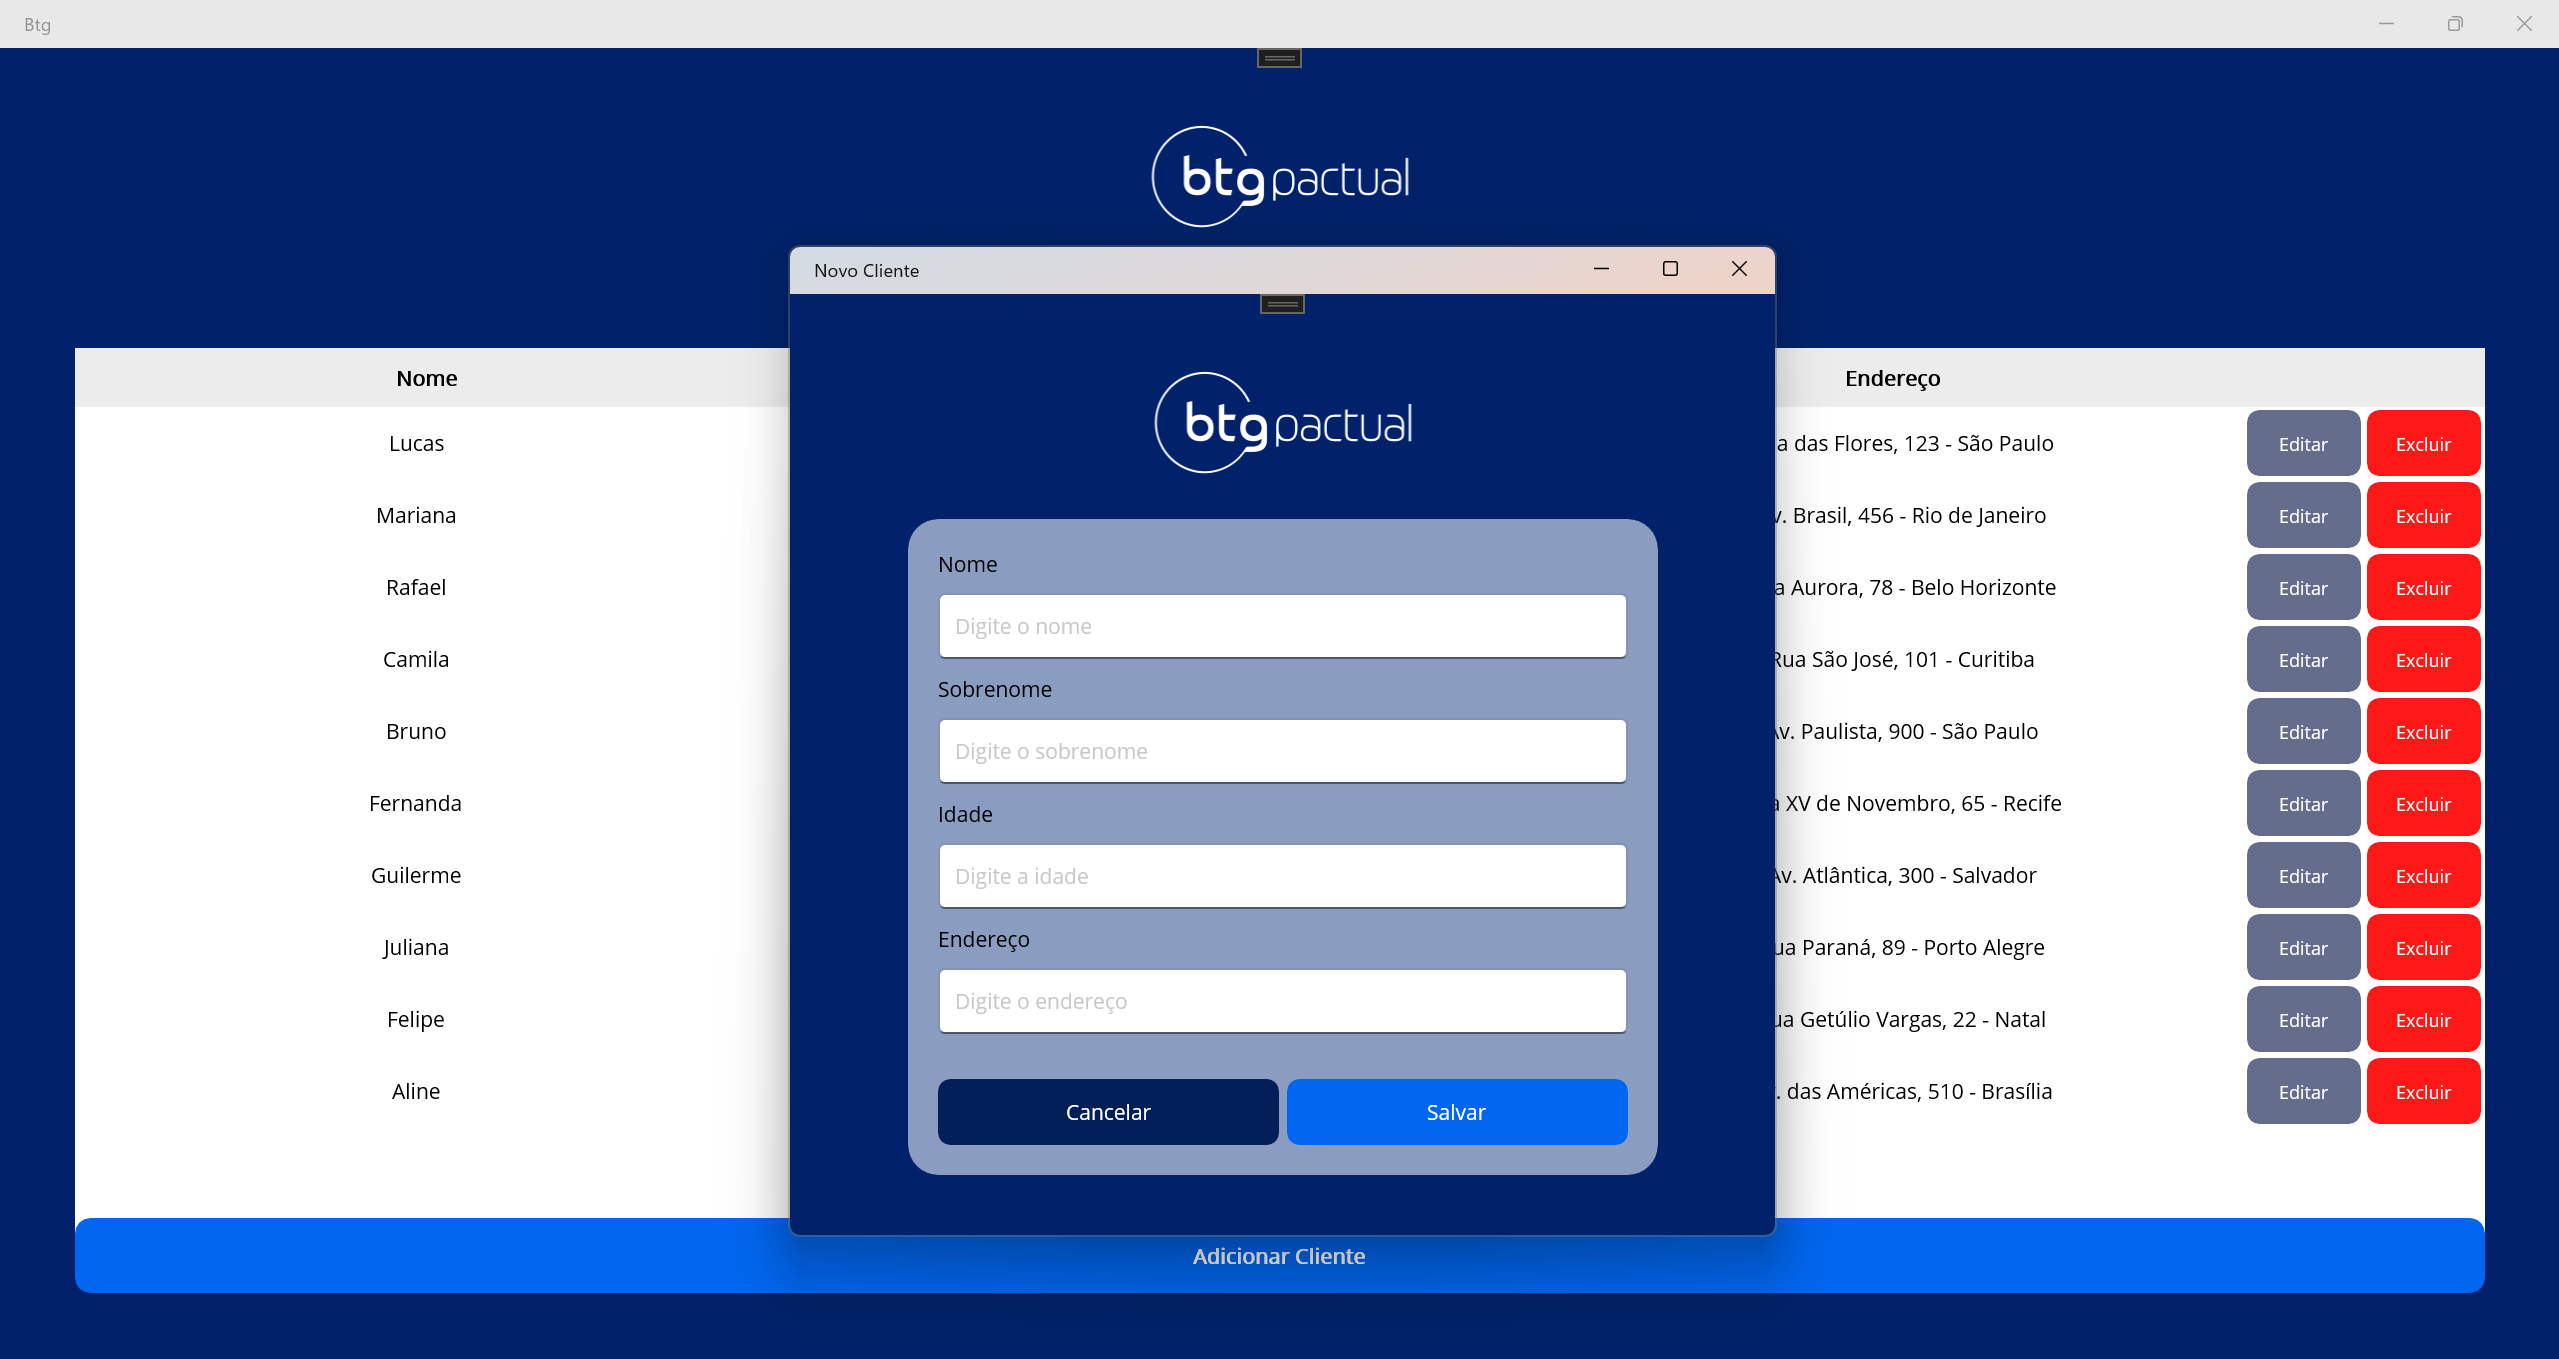 Btg
btg pactual
Novo Cliente
btg pactual
Nome
Digite o nome
Sobrenome
Digite o sobrenome
Idade
Digite a idade
Endereço
Digite o endereço
Cancelar Salvar
Nome Endereço
Lucas das Flores, 123 - São Paulo Editar Excluir
Mariana Brasil, 456 - Rio de Janeiro Editar Excluir
Rafael Aurora, 78 - Belo Horizonte Editar Excluir
Camila Rua São José, 101 - Curitiba Editar Excluir
Bruno Av. Paulista, 900 - São Paulo Editar Excluir
Fernanda XV de Novembro, 65 - Recife Editar Excluir
Guilerme Av. Atlântica, 300 - Salvador Editar Excluir
Juliana Paraná, 89 - Porto Alegre Editar Excluir
Felipe Getúlio Vargas, 22 - Natal Editar Excluir
Aline das Américas, 510 - Brasília Editar Excluir
Adicionar Cliente